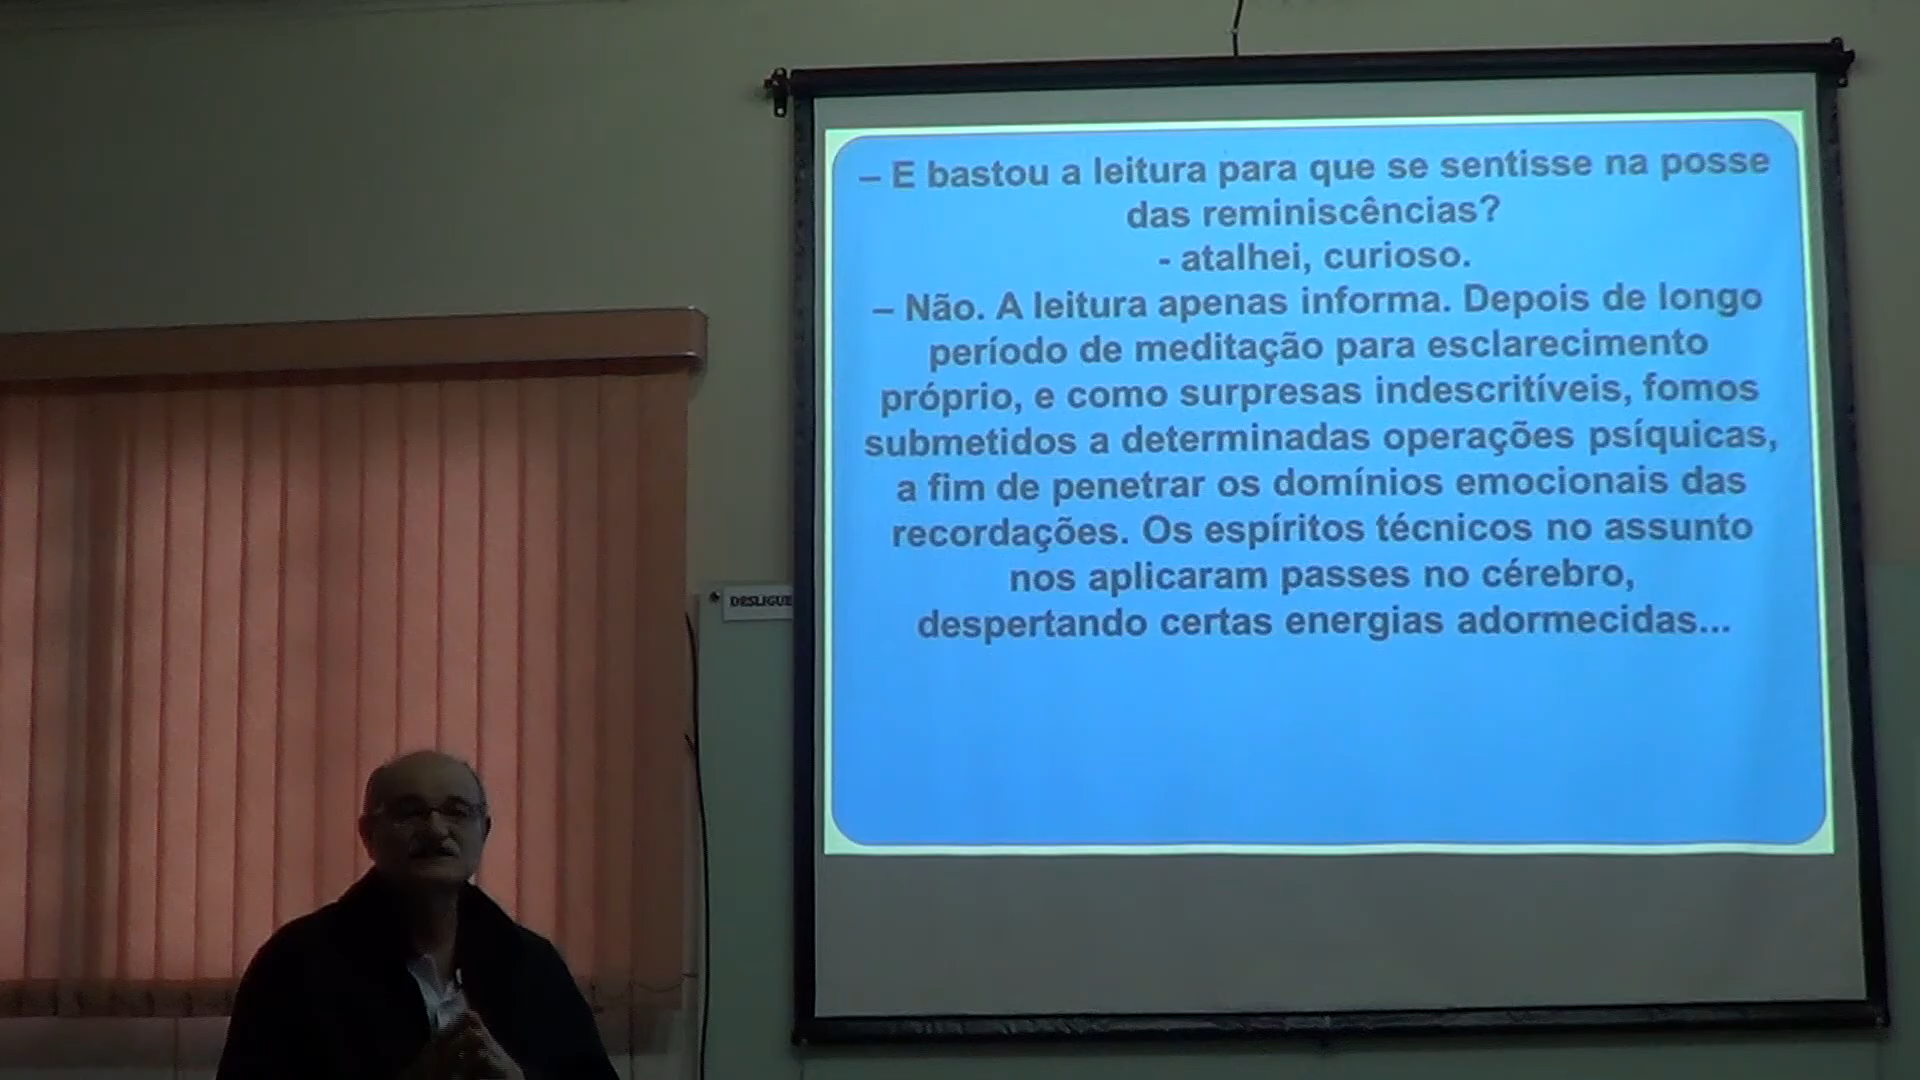 – E bastou a leitura para que se sentisse na posse
das reminiscências?
- atalhei, curioso.
– Não. A leitura apenas informa. Depois de longo
período de meditação para esclarecimento
próprio, e como surpresas indescritíveis, fomos
submetidos a determinadas operações psíquicas,
a fim de penetrar os domínios emocionais das
recordações. Os espíritos técnicos no assunto
nos aplicaram passes no cérebro,
despertando certas energias adormecidas...
DESLIGUE